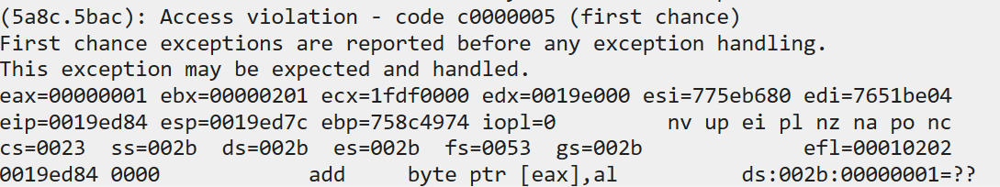 (5a8c.5bac): Access violation - code c0000005 (first chance)
First chance exceptions are reported before any exception handling.
This exception may be expected and handled.
eax=00000001 ebx=00000201 ecx=1fdf0000 edx=0019e000 esi=775eb680 edi=7651be04
eip=0019ed84 esp=0019ed7c ebp=758c4974 iopl=0         nv up ei pl nz na po nc
cs=0023  ss=002b  ds=002b  es=002b  fs=0053  gs=002b             efl=00010202
0019ed84 0000            add     byte ptr [eax],al          ds:002b:00000001=??